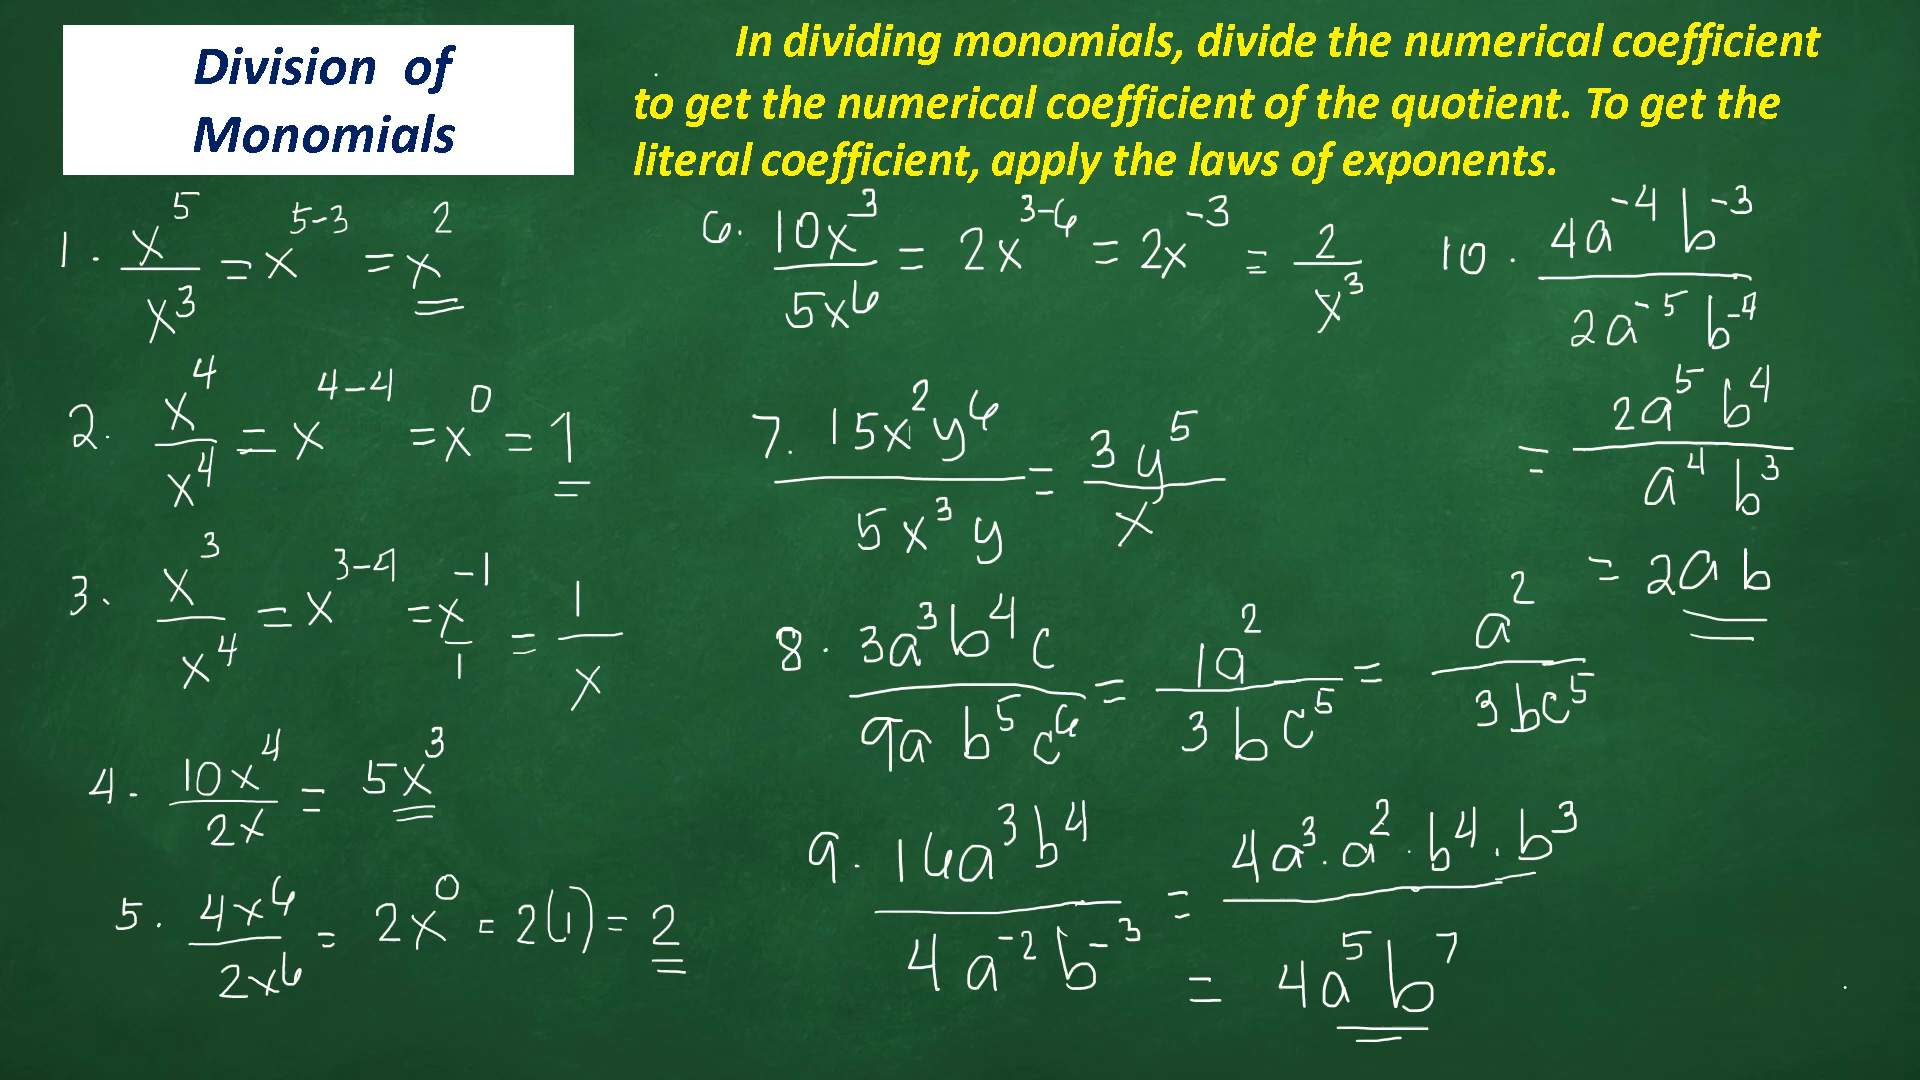 Division of
Monomials
In dividing monomials, divide the numerical coefficient
to get the numerical coefficient of the quotient. To get the
literal coefficient, apply the laws of exponents.
1. x^5/x^3 = x^(5-3) = x^2
2. x^4/x^4 = x^(4-4) = x^0 = 1
3. x^3/x^4 = x^(3-4) = x^-1/1 = 1/x
4. 10x^4/2x = 5x^3
5. 4x^6/2x^6 = 2x^0 = 2(1) = 2
6. 10x^3/5x^6 = 2x^(3-6) = 2x^-3 = 2/x^3
7. 15x^2y^6/5x^3y = 3y^5/x
8. 3a^3b^4c/9ab^5c^6 = 1a^2/3bc^5 = a^2/3bc^5
9. 16a^3b^4/4a^-2b^-3 = 4a^3·a^2·b^4·b^3
= 4a^5b^7
10. 4a^-4b^-3/2a^-5b^-4
= 2a^5b^4/a^4b^3
= 2ab